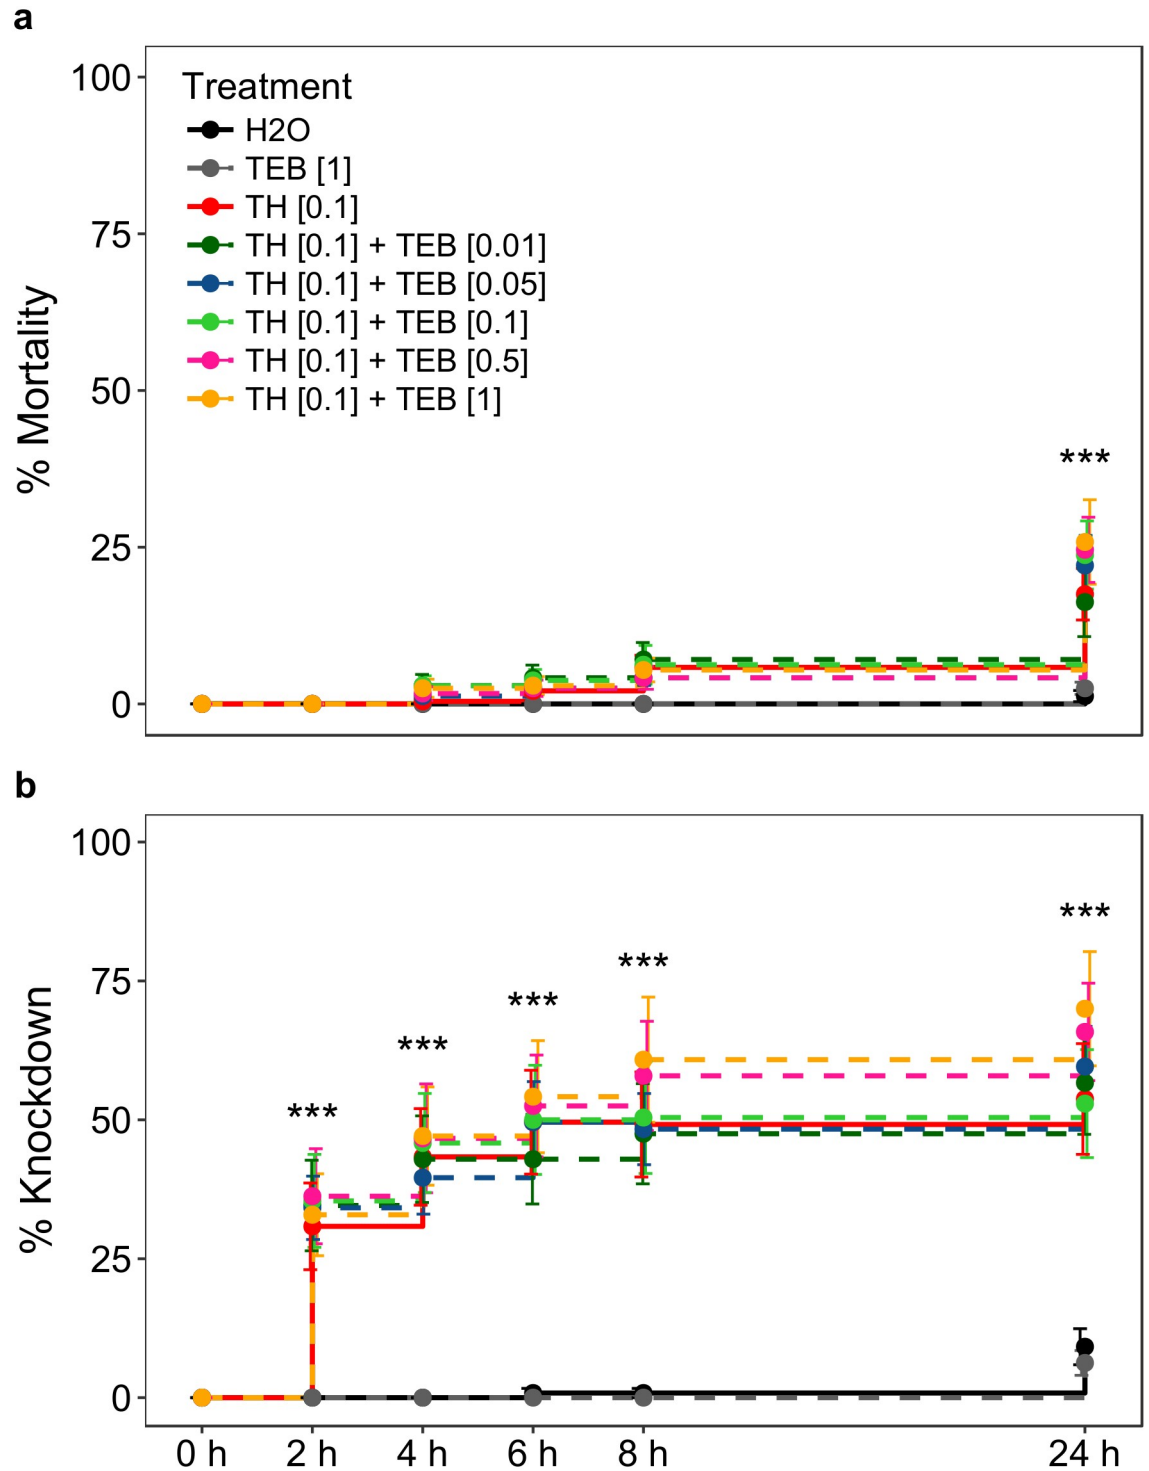 a
100
75
50
25
0
% Mortality
Treatment
H2O
TEB [1]
TH [0.1]
TH [0.1] + TEB [0.01]
TH [0.1] + TEB [0.05]
TH [0.1] + TEB [0.1]
TH [0.1] + TEB [0.5]
TH [0.1] + TEB [1]
***
b
100
75
50
25
0
% Knockdown
***
***
***
***
***
0 h 2 h 4 h 6 h 8 h 24 h